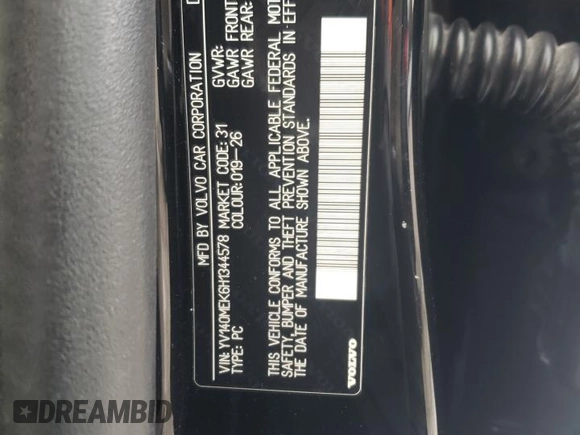 MFD BY VOLVO CAR CORPORATION
GVWR:
GAWR FRONT
GAWR REAR:
VIN: YV140MEK6H1344578 MARKET CODE: 31
TYPE: PC COLOUR: 019-26
THIS VEHICLE CONFORMS TO ALL APPLICABLE FEDERAL
SAFETY, BUMPER AND THEFT PREVENTION STANDARDS IN
THE DATE OF MANUFACTURE SHOWN ABOVE.
VOLVO
DREAMBID